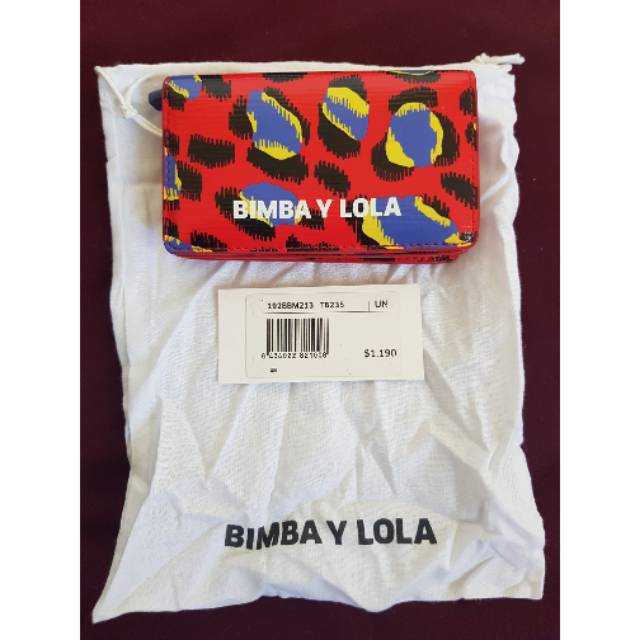 BIMBA Y LOLA
192BBM213 TB235 UN
$1.190
BIMBA Y LOLA